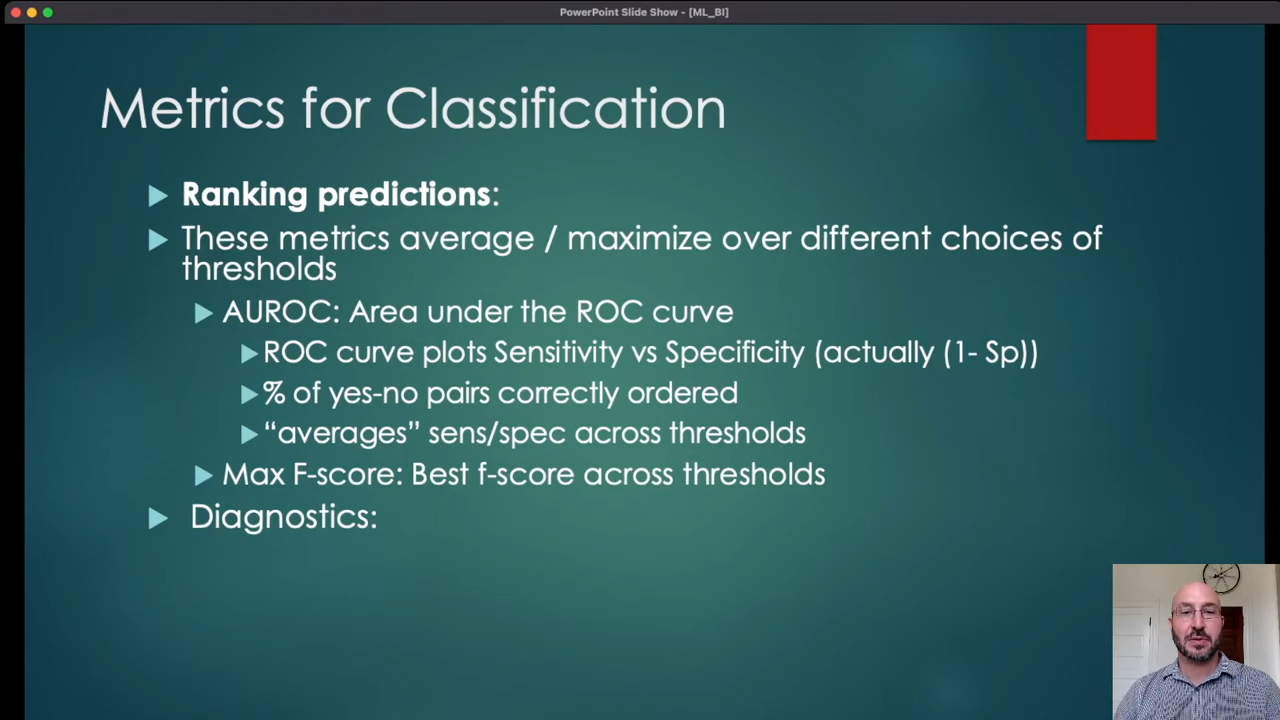 PowerPoint Slide Show - [ML_BI]
Metrics for Classification
Ranking predictions:
These metrics average / maximize over different choices of
thresholds
AUROC: Area under the ROC curve
ROC curve plots Sensitivity vs Specificity (actually (1- Sp))
% of yes-no pairs correctly ordered
“averages” sens/spec across thresholds
Max F-score: Best f-score across thresholds
Diagnostics: